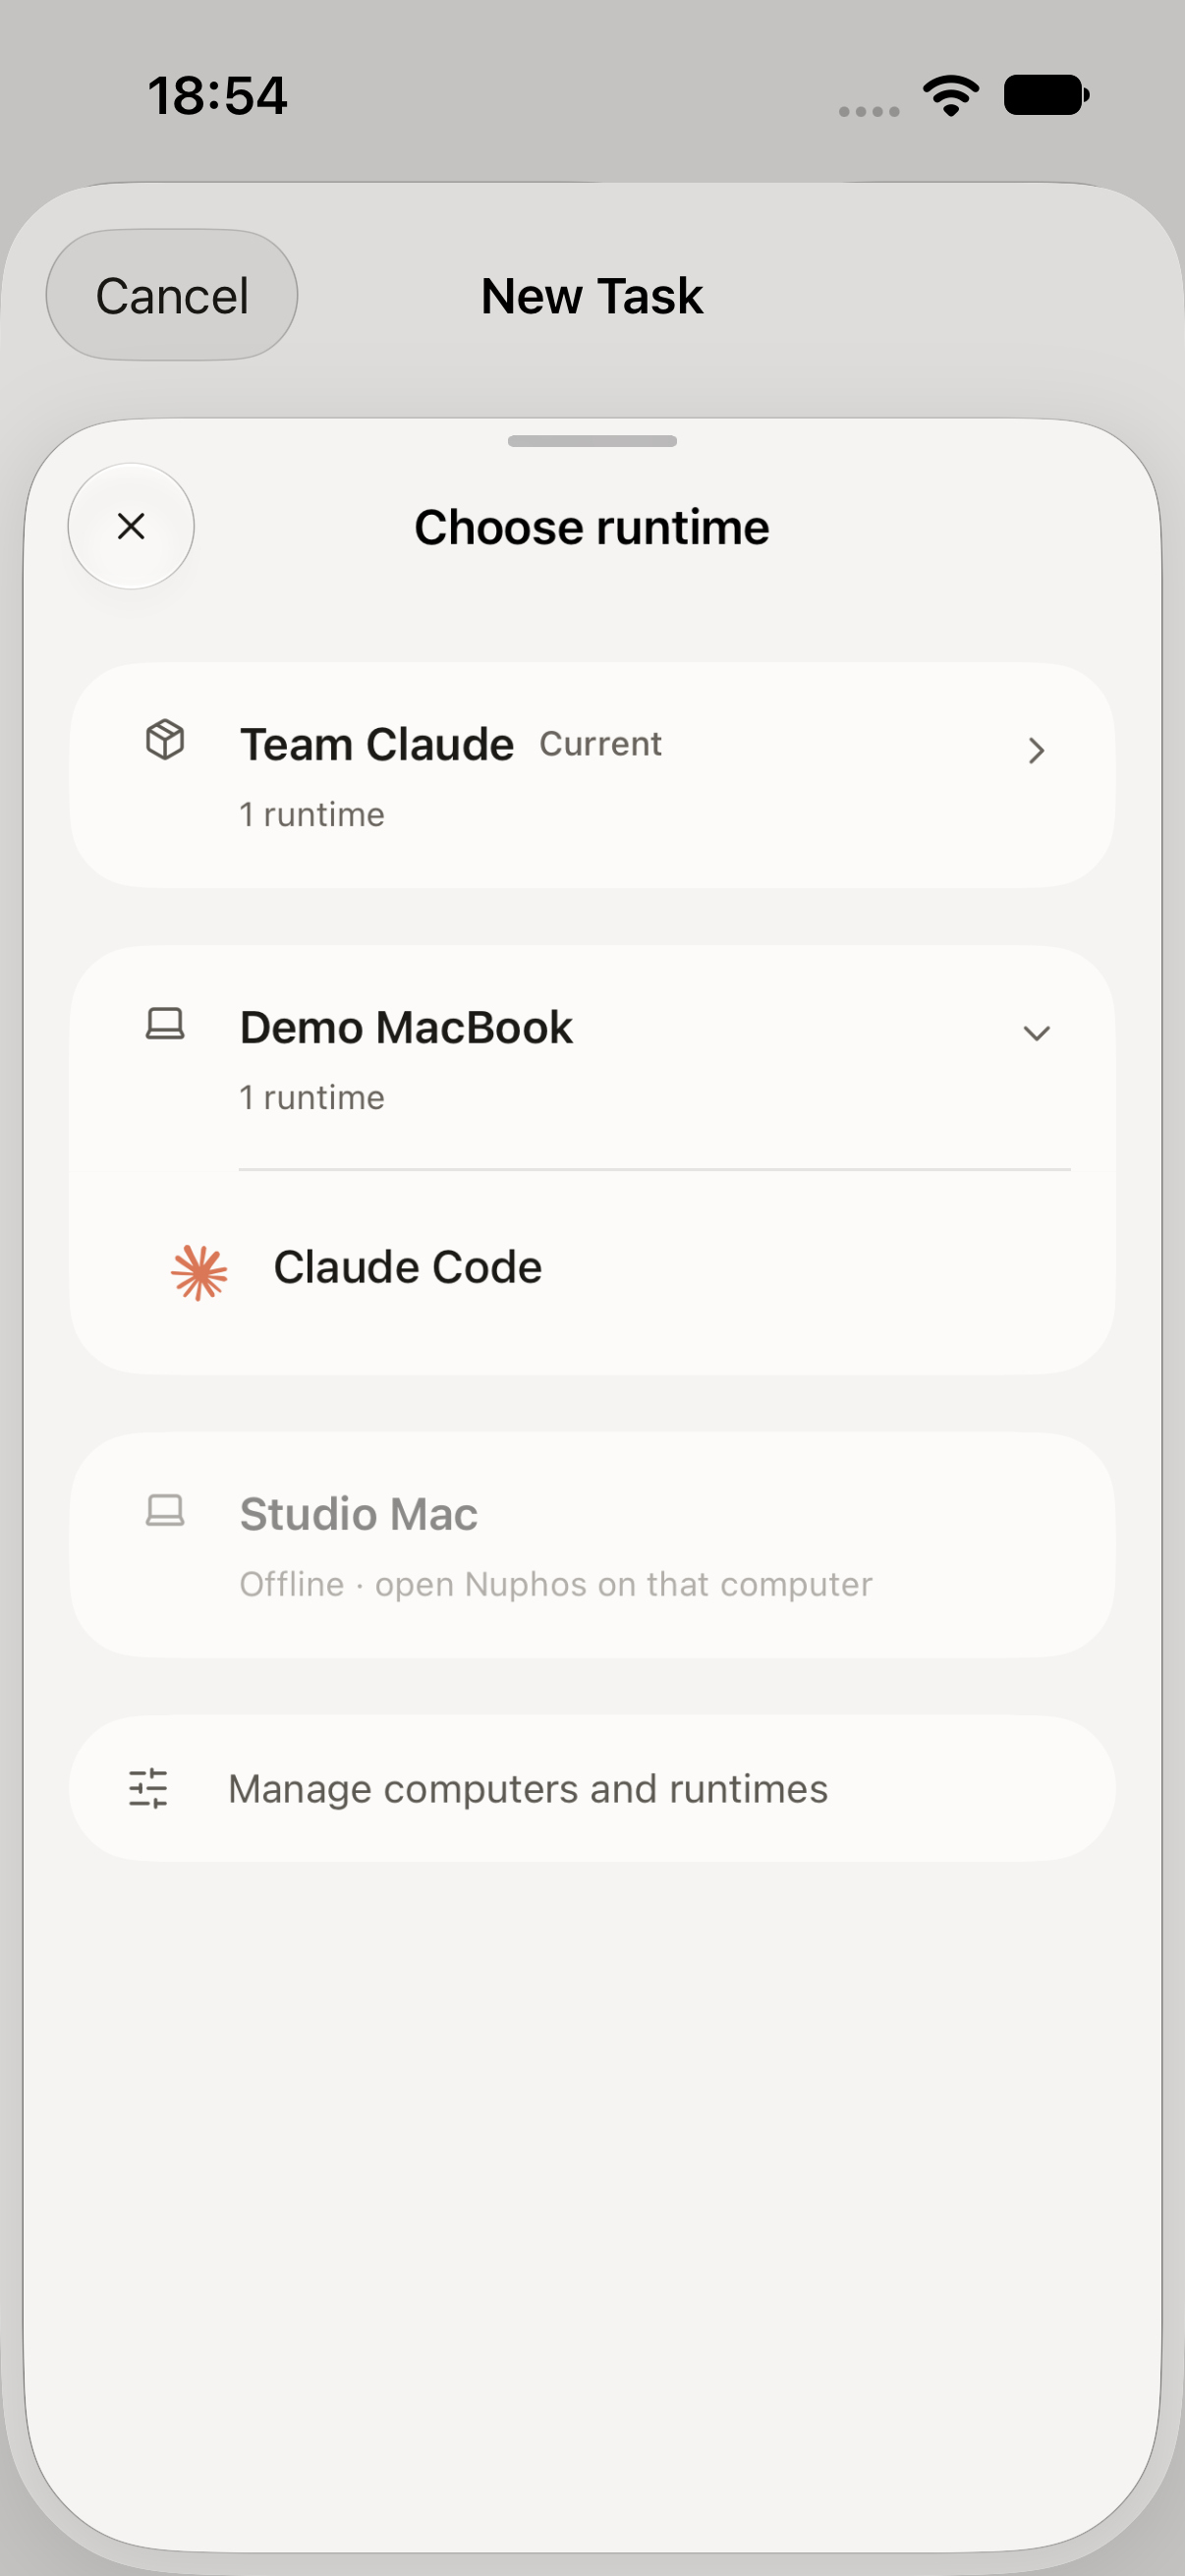 18:54
Cancel
New Task
Choose runtime
Team Claude Current
1 runtime
Demo MacBook
1 runtime
Claude Code
Studio Mac
Offline · open Nuphos on that computer
Manage computers and runtimes